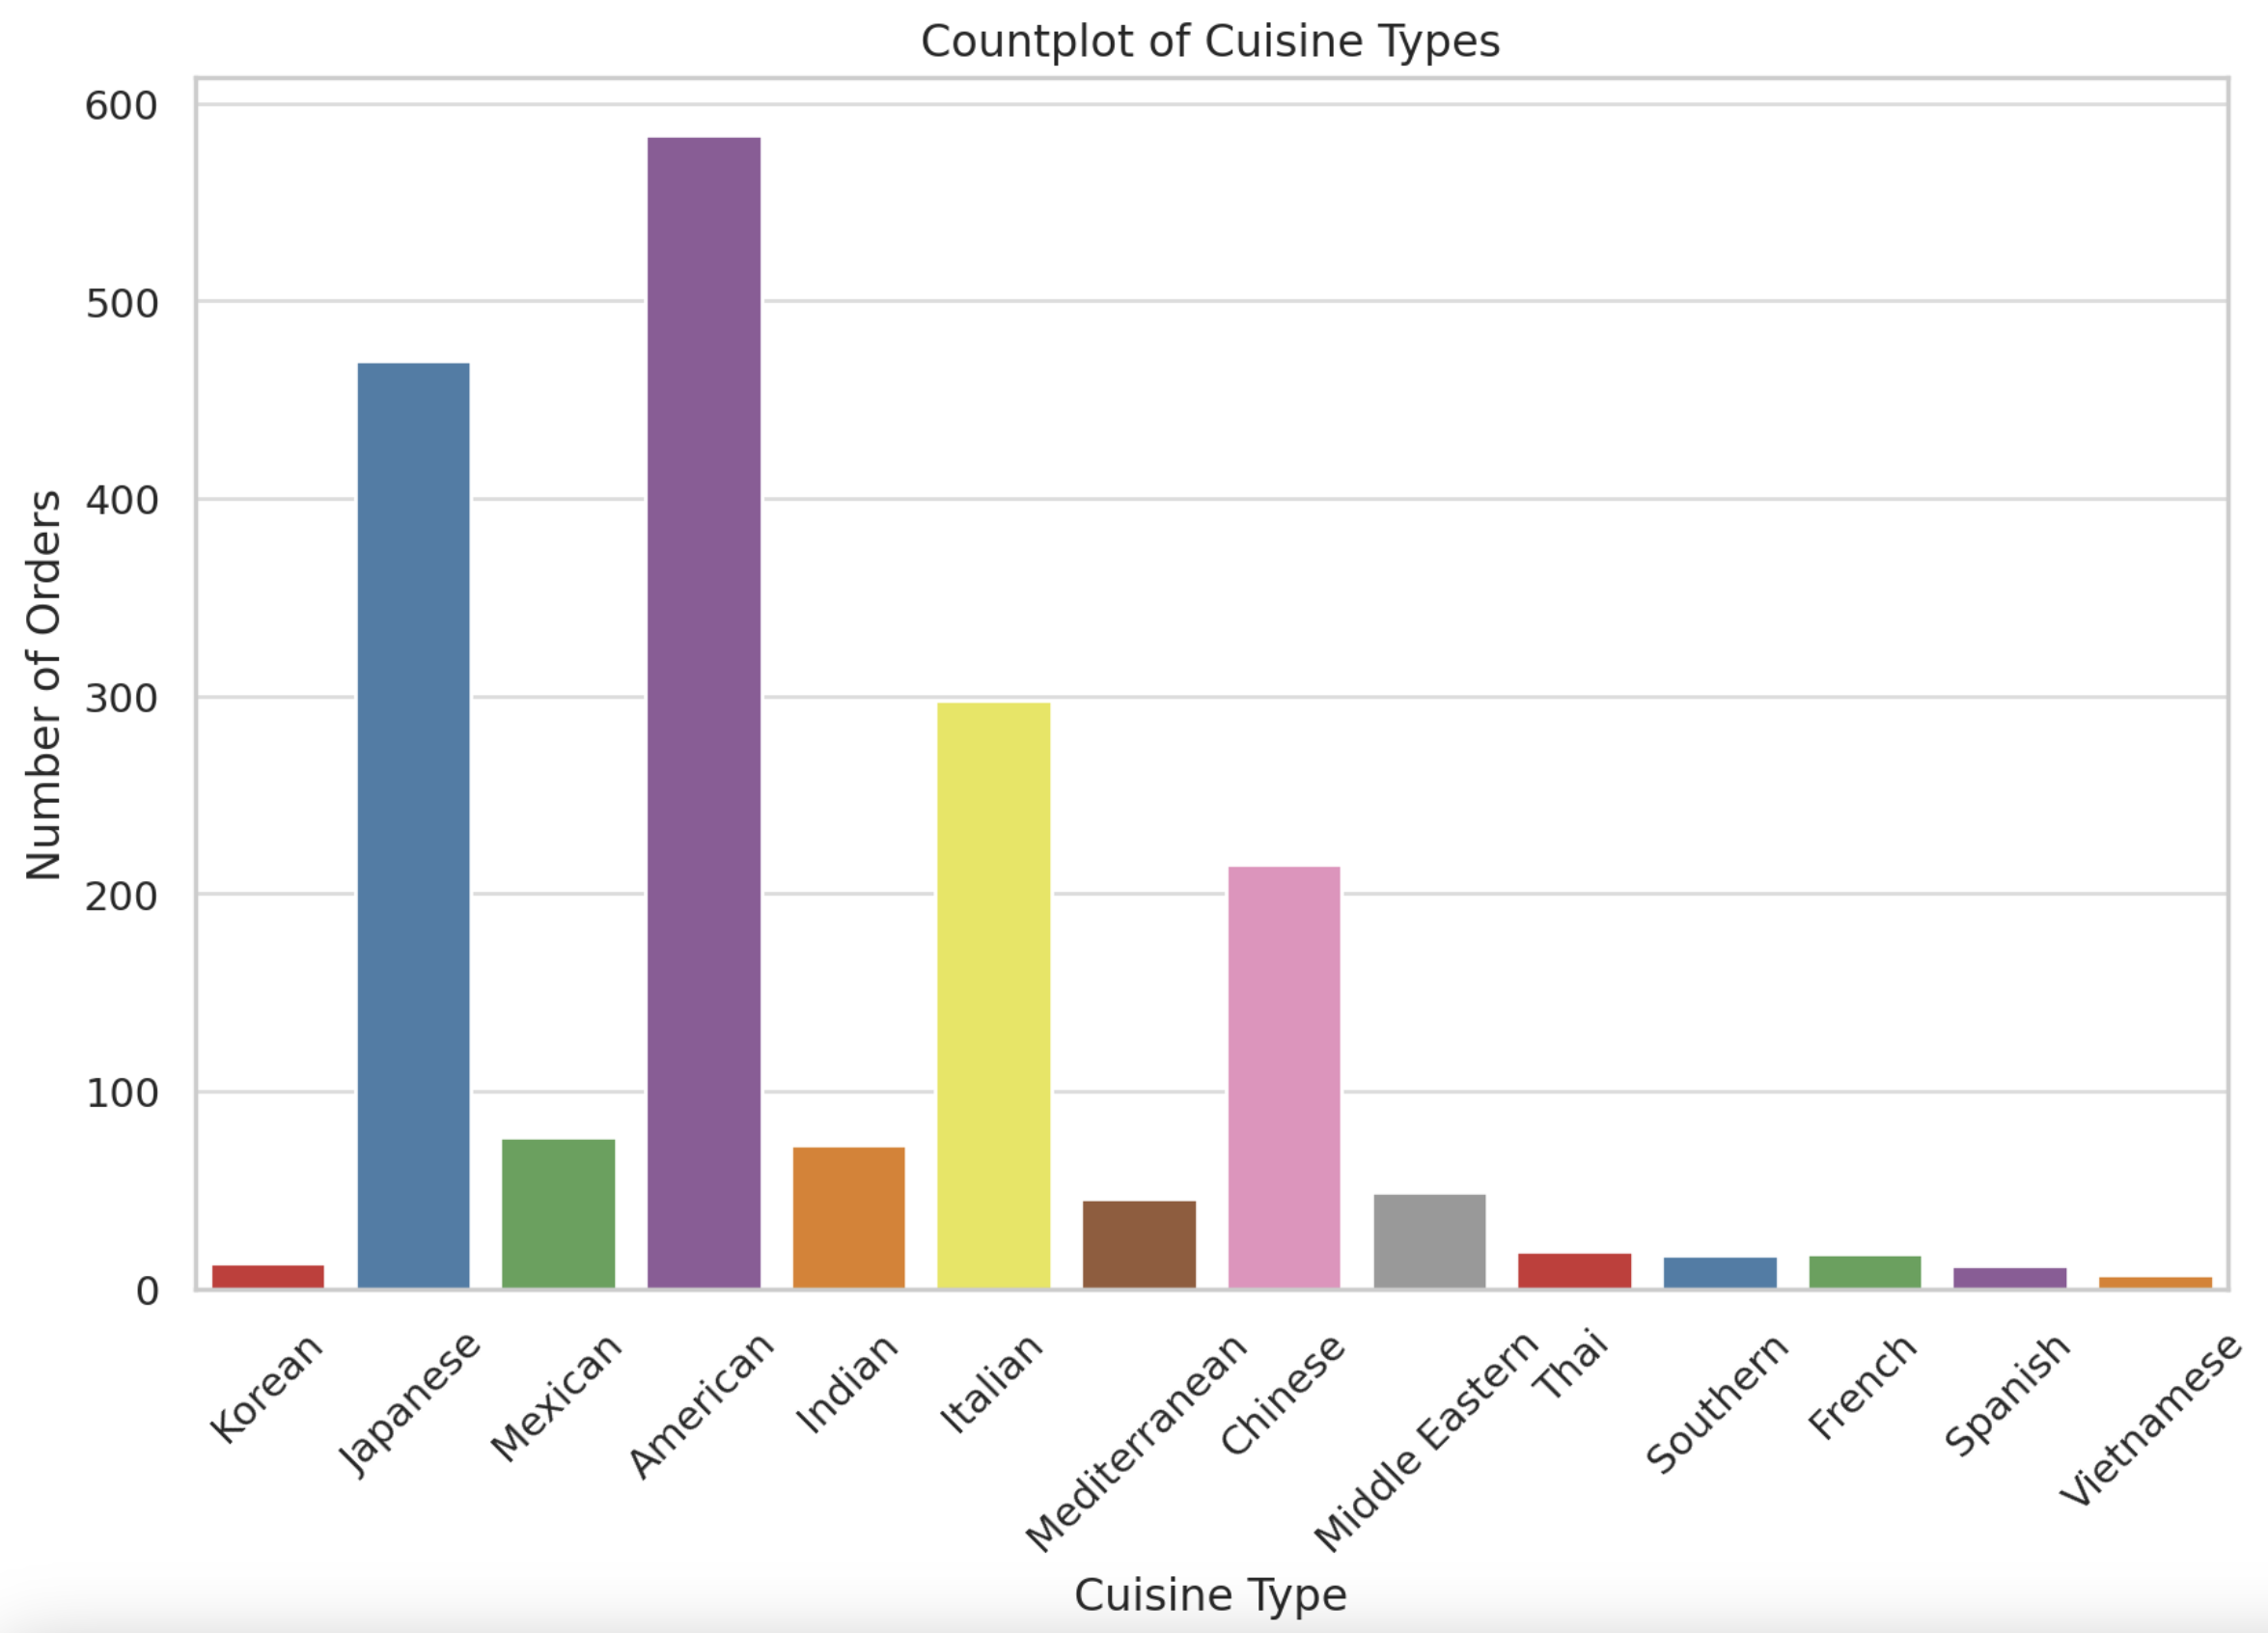 Countplot of Cuisine Types
600
500
400
300
200
100
0
Number of Orders
Korean
Japanese
Mexican
American
Indian
Italian
Mediterranean
Chinese
Middle Eastern
Thai
Southern
French
Spanish
Vietnamese
Cuisine Type